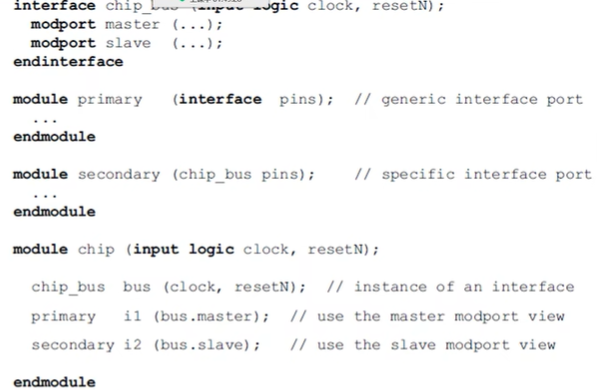 interface chip_bus (input logic clock, resetN);
modport master (...);
modport slave (...);
endinterface
module primary (interface pins); // generic interface port
...
endmodule
module secondary (chip_bus pins); // specific interface port
...
endmodule
module chip (input logic clock, resetN);
chip_bus bus (clock, resetN); // instance of an interface
primary i1 (bus.master); // use the master modport view
secondary i2 (bus.slave); // use the slave modport view
endmodule